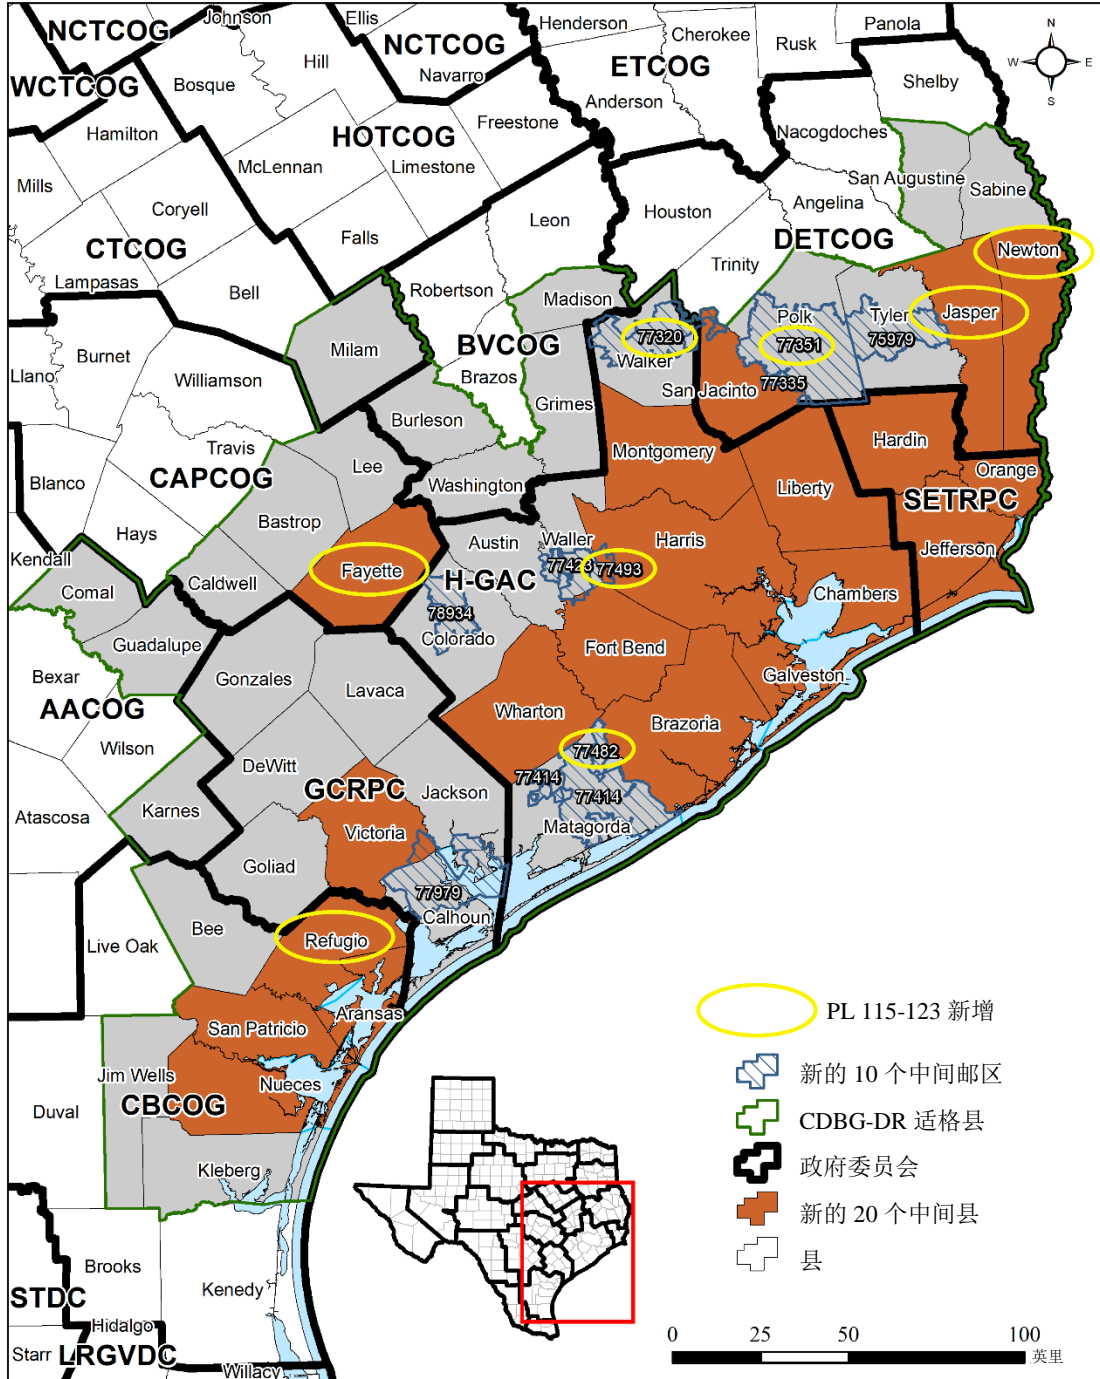 Johnson
Ellis
Henderson
Cherokee
Panola
Rusk
NCTCOG
NCTCOG
Hill
Navarro
ETCOG
Shelby
N
W
E
S
WCTCOG
Bosque
Anderson
Hamilton
HOTCOG
Freestone
Nacogdoches
McLennan
Limestone
San Augustine
Sabine
Mills
Coryell
Leon
Houston
Angelina
CTCOG
Falls
DETCOG
Newton
Lampasas
Bell
Robertson
Trinity
Madison
Polk
Tyler
Jasper
Burnet
Milam
BVCOG
77320
77351
75979
Llano
Williamson
Brazos
Walker
77335
San Jacinto
Grimes
Burleson
Travis
Montgomery
Hardin
Blanco
CAPCOG
Lee
Washington
Liberty
Orange
Bastrop
SETRPC
Hays
Austin
Waller
Harris
Jefferson
Kendall
Caldwell
Fayette
H-GAC
77423
77493
Comal
78934
Chambers
Guadalupe
Colorado
Fort Bend
Bexar
Gonzales
Lavaca
Galveston
AACOG
Wharton
Brazoria
Wilson
77482
DeWitt
77414
GCRPC
Jackson
77414
Atascosa
Karnes
Victoria
Matagorda
Goliad
77979
Bee
Calhoun
Live Oak
Refugio
Aransas
San Patricio
Jim Wells
Nueces
Duval
CBCOG
Kleberg
Brooks
Kenedy
STDC
Hidalgo
Starr
LRGVDC
Willacy
PL 115-123 新增
新的 10 个中间邮区
CDBG-DR 适格县
政府委员会
新的 20 个中间县
县
0
25
50
100
英里